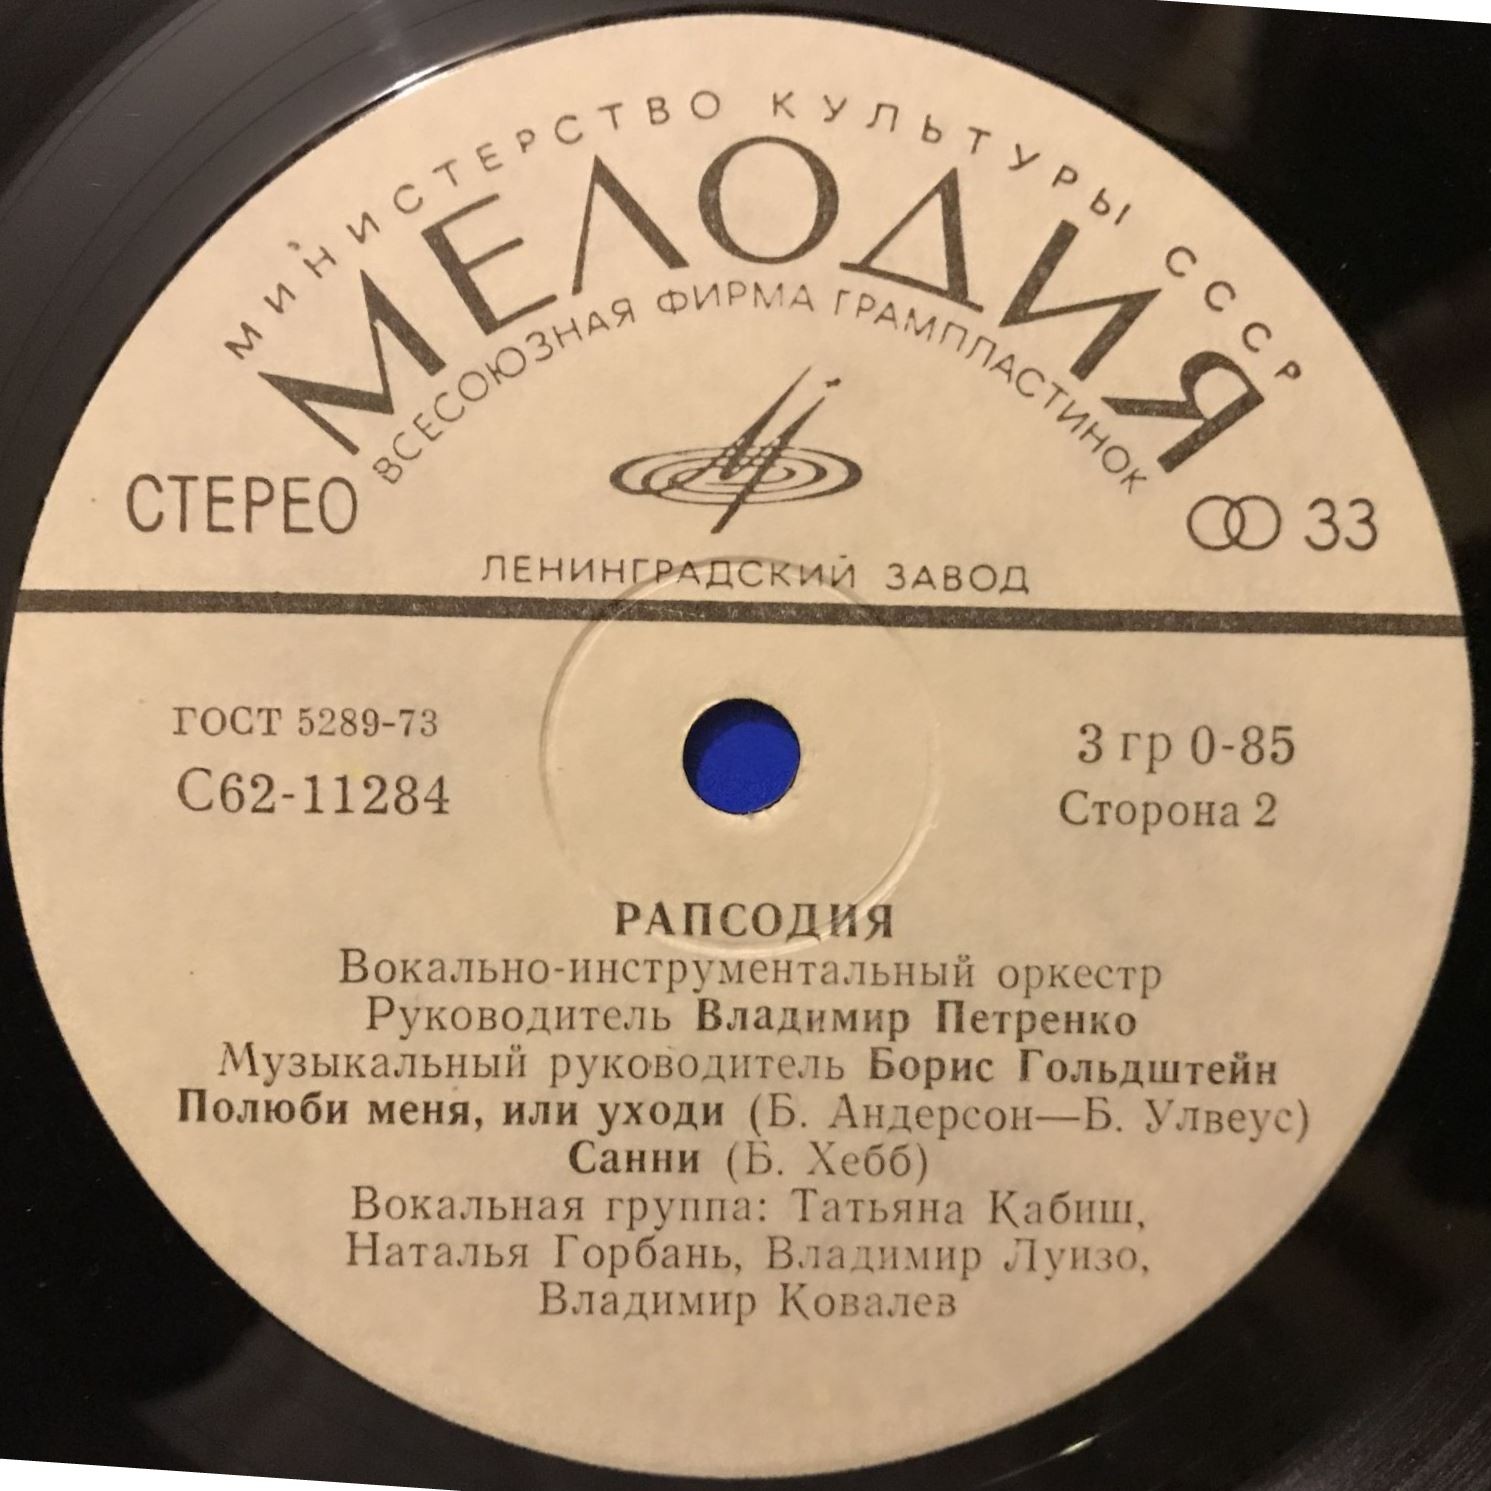 МИНИСТЕРСТВО КУЛЬТУРЫ СССР
МЕЛОДИЯ
ВСЕСОЮЗНАЯ ФИРМА ГРАМПЛАСТИНОК
СТЕРЕО
33
ЛЕНИНГРАДСКИЙ ЗАВОД
ГОСТ 5289-73
С62-11284
3 гр 0-85
Сторона 2
РАПСОДИЯ
Вокально-инструментальный оркестр
Руководитель Владимир Петренко
Музыкальный руководитель Борис Гольдштейн
Полюби меня, или уходи (Б. Андерсон—Б. Улвеус)
Санни (Б. Хебб)
Вокальная группа: Татьяна Кабиш,
Наталья Горбань, Владимир Луизо,
Владимир Ковалев